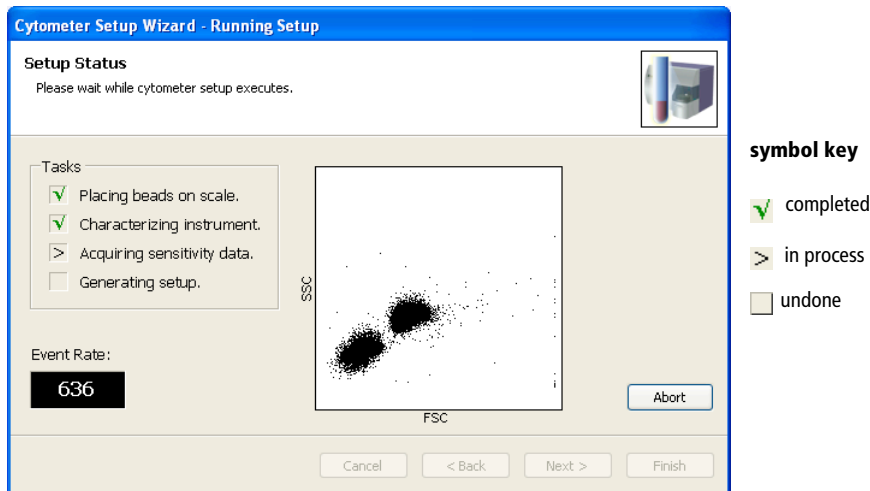 Cytometer Setup Wizard - Running Setup
Setup Status
Please wait while cytometer setup executes.
Tasks
√ Placing beads on scale.
√ Characterizing instrument.
> Acquiring sensitivity data.
Generating setup.
Event Rate:
636
SSC
FSC
Abort
Cancel
< Back
Next >
Finish
symbol key
√ completed
> in process
undone